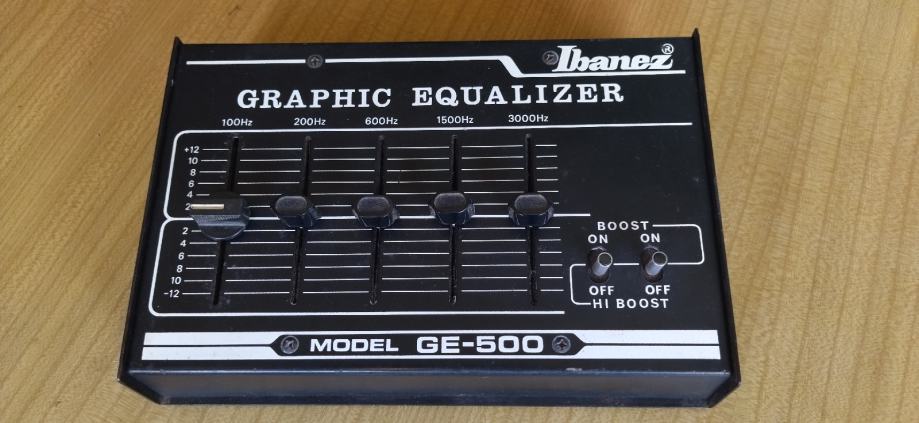 Ibanez®
GRAPHIC EQUALIZER
100Hz 200Hz 600Hz 1500Hz 3000Hz
+12
10
8
6
4
2
2
4
6
8
10
-12
BOOST
ON ON
OFF OFF
HI BOOST
MODEL GE-500